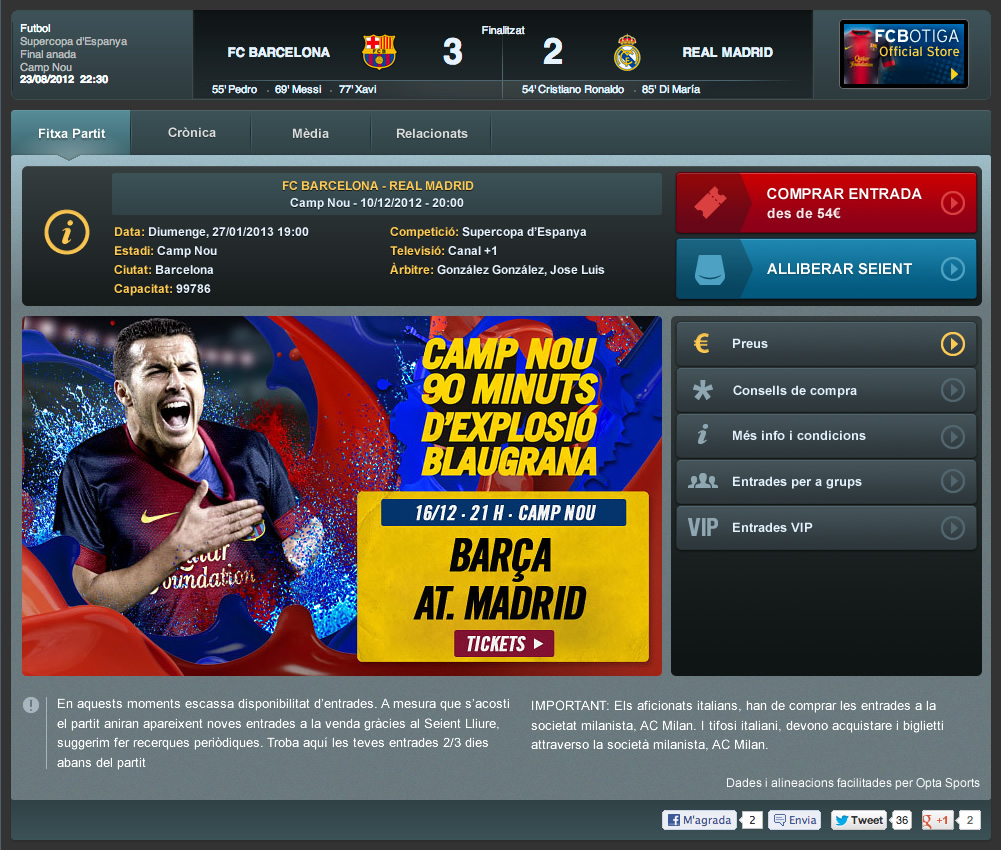 Futbol
Supercopa d'Espanya
Final anada
Camp Nou
23/08/2012 22:30
Finalitzat
FC BARCELONA 3 2 REAL MADRID
55' Pedro . 69' Messi . 77' Xavi
54' Cristiano Ronaldo . 85' Di María
FCBOTIGA
Official Store
Fitxa Partit
Crònica
Mèdia
Relacionats
FC BARCELONA - REAL MADRID
Camp Nou - 10/12/2012 - 20:00
Data: Diumenge, 27/01/2013 19:00
Estadi: Camp Nou
Ciutat: Barcelona
Capacitat: 99786
Competició: Supercopa d'Espanya
Televisió: Canal +1
Àrbitre: González González, Jose Luis
COMPRAR ENTRADA
des de 54€
ALLIBERAR SEIENT
CAMP NOU
90 MINUTS
D'EXPLOSIÓ
BLAUGRANA
16/12 · 21 H · CAMP NOU
BARÇA
AT. MADRID
TICKETS
Qatar
foundation
€ Preus
Consells de compra
i Més info i condicions
Entrades per a grups
VIP Entrades VIP
En aquests moments escassa disponibilitat d'entrades. A mesura que s'acosti
el partit aniran apareixent noves entrades a la venda gràcies al Seient Lliure,
suggerim fer recerques periòdiques. Troba aquí les teves entrades 2/3 dies
abans del partit
IMPORTANT: Els aficionats italians, han de comprar les entrades a la
societat milanista, AC Milan. I tifosi italiani, devono acquistare i biglietti
attraverso la società milanista, AC Milan.
Dades i alineacions facilitades per Opta Sports
M'agrada 2 Envia Tweet 36 +1 2